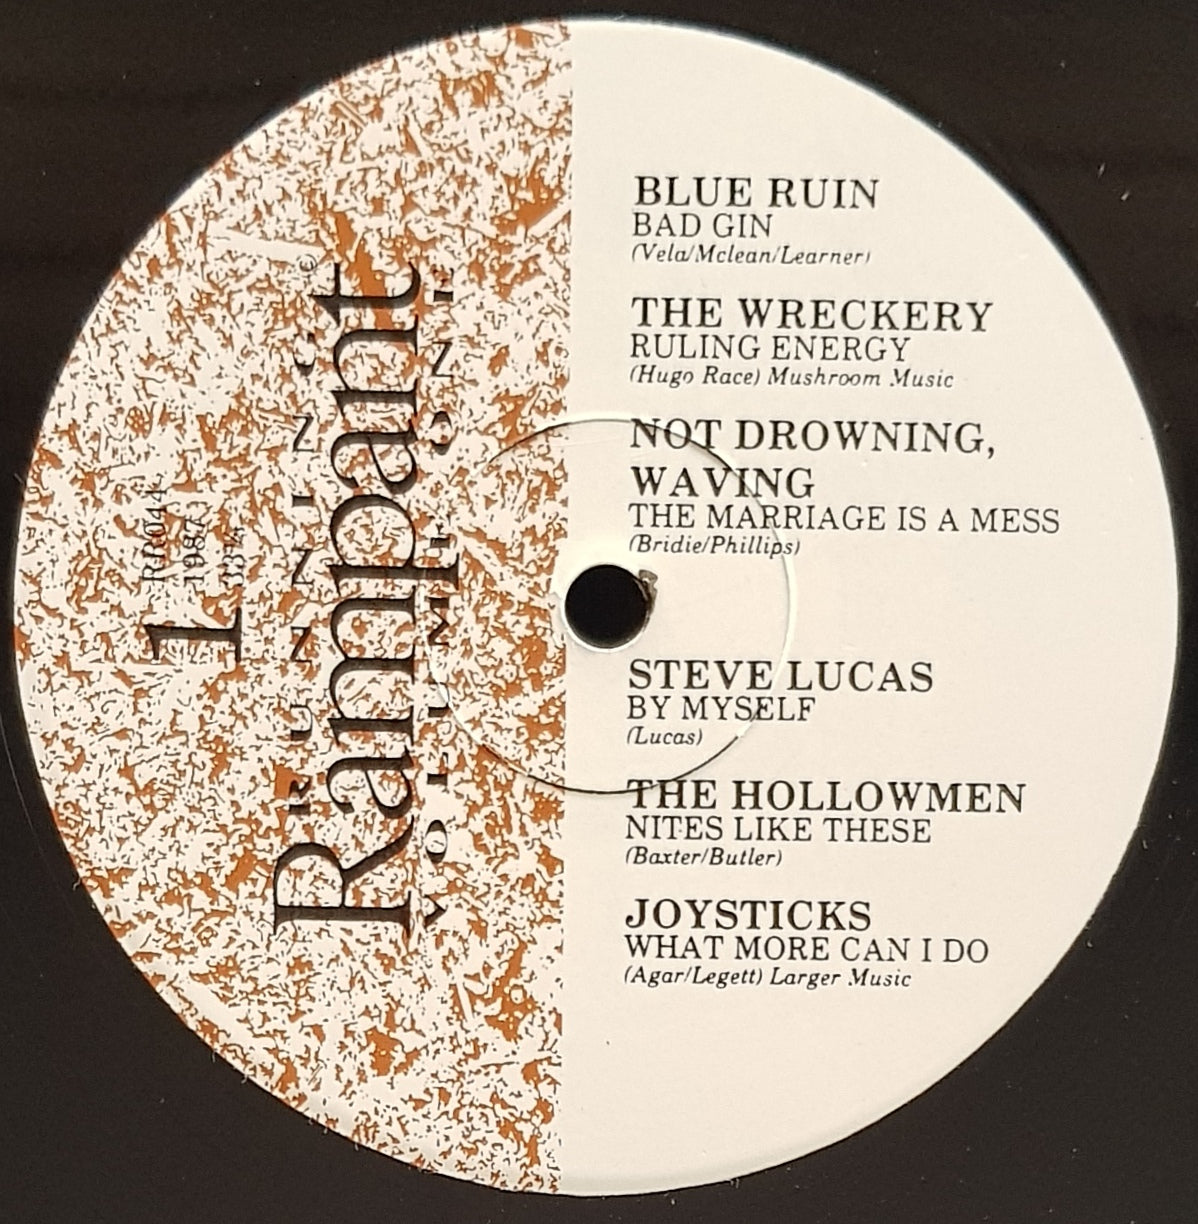 RUNNING
Rampant
VOLUME ONE
1
RR044
1987
33⅓
BLUE RUIN
BAD GIN
(Vela/Mclean/Learner)
THE WRECKERY
RULING ENERGY
(Hugo Race) Mushroom Music
NOT DROWNING,
WAVING
THE MARRIAGE IS A MESS
(Bridie/Phillips)
STEVE LUCAS
BY MYSELF
(Lucas)
THE HOLLOWMEN
NITES LIKE THESE
(Baxter/Butler)
JOYSTICKS
WHAT MORE CAN I DO
(Agar/Legett) Larger Music